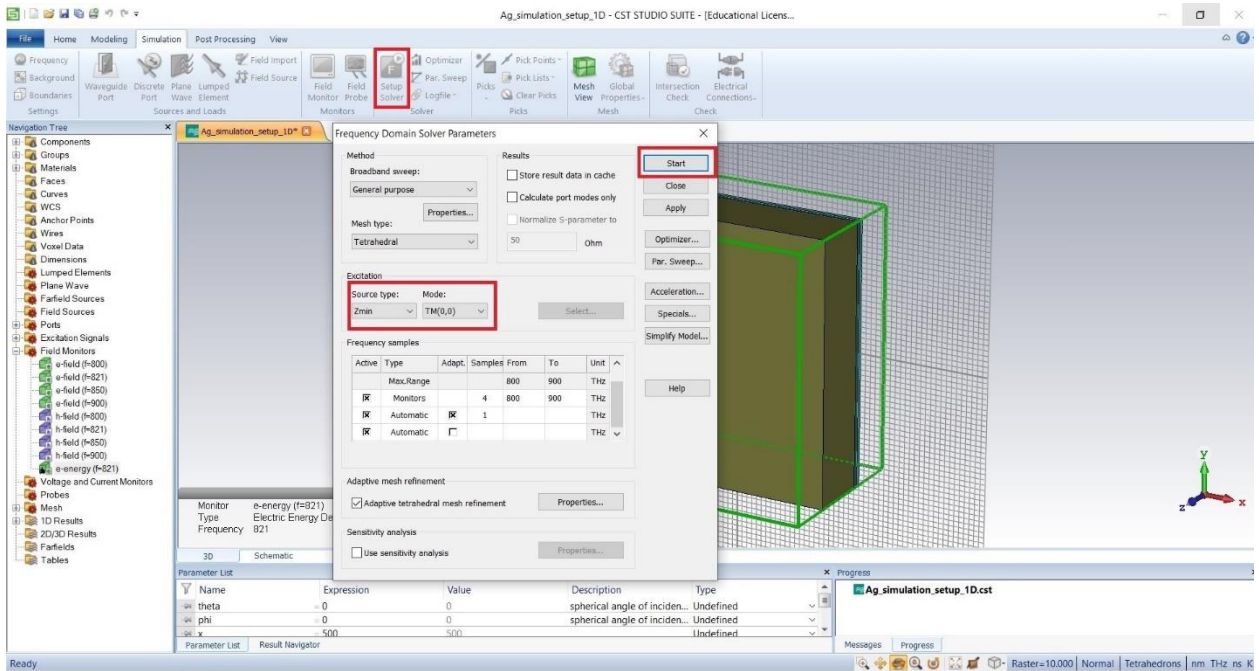 Ag_simulation_setup_1D - CST STUDIO SUITE - [Educational Licens...
File Home Modeling Simulation Post Processing View
Frequency
Background
Boundaries
Settings
Waveguide Port
Discrete Port
Plane Wave
Lumped Element
Field Import
Field Source
Sources and Loads
Field Monitor
Field Probe
Monitors
Setup Solver
Optimizer
Par. Sweep
Logfile
Solver
Picks
Pick Points
Pick Lists
Clear Picks
Picks
Mesh View
Global Properties
Mesh
Intersection Check
Electrical Connections
Check
Navigation Tree
Components
Groups
Materials
Faces
Curves
WCS
Anchor Points
Wires
Voxel Data
Dimensions
Lumped Elements
Plane Wave
Farfield Sources
Field Sources
Ports
Excitation Signals
Field Monitors
e-field (f=800)
e-field (f=821)
e-field (f=850)
e-field (f=900)
h-field (f=800)
h-field (f=821)
h-field (f=850)
h-field (f=900)
e-energy (f=821)
Voltage and Current Monitors
Probes
Mesh
1D Results
2D/3D Results
Farfields
Tables
Ag_simulation_setup_1D*
Frequency Domain Solver Parameters
Method
Broadband sweep:
General purpose
Properties...
Mesh type:
Tetrahedral
Results
Store result data in cache
Calculate port modes only
Normalize S-parameter to
50 Ohm
Excitation
Source type: Mode:
Zmin TM(0,0) Select...
Frequency samples
Active Type Adapt. Samples From To Unit
Max.Range 800 900 THz
Monitors 4 800 900 THz
Automatic 1 THz
Automatic THz
Adaptive mesh refinement
Adaptive tetrahedral mesh refinement Properties...
Sensitivity analysis
Use sensitivity analysis Properties...
Start
Close
Apply
Optimizer...
Par. Sweep...
Acceleration...
Specials...
Simplify Model...
Help
Monitor e-energy (f=821)
Type Electric Energy De
Frequency 821
y
z x
3D Schematic
Parameter List
Name Expression Value Description Type
theta = 0 0 spherical angle of inciden... Undefined
phi = 0 0 spherical angle of inciden... Undefined
x = 500 500 Undefined
Parameter List Result Navigator
Progress
Ag_simulation_setup_1D.cst
Messages Progress
Ready
Raster=10.000 Normal Tetrahedrons nm THz ns K